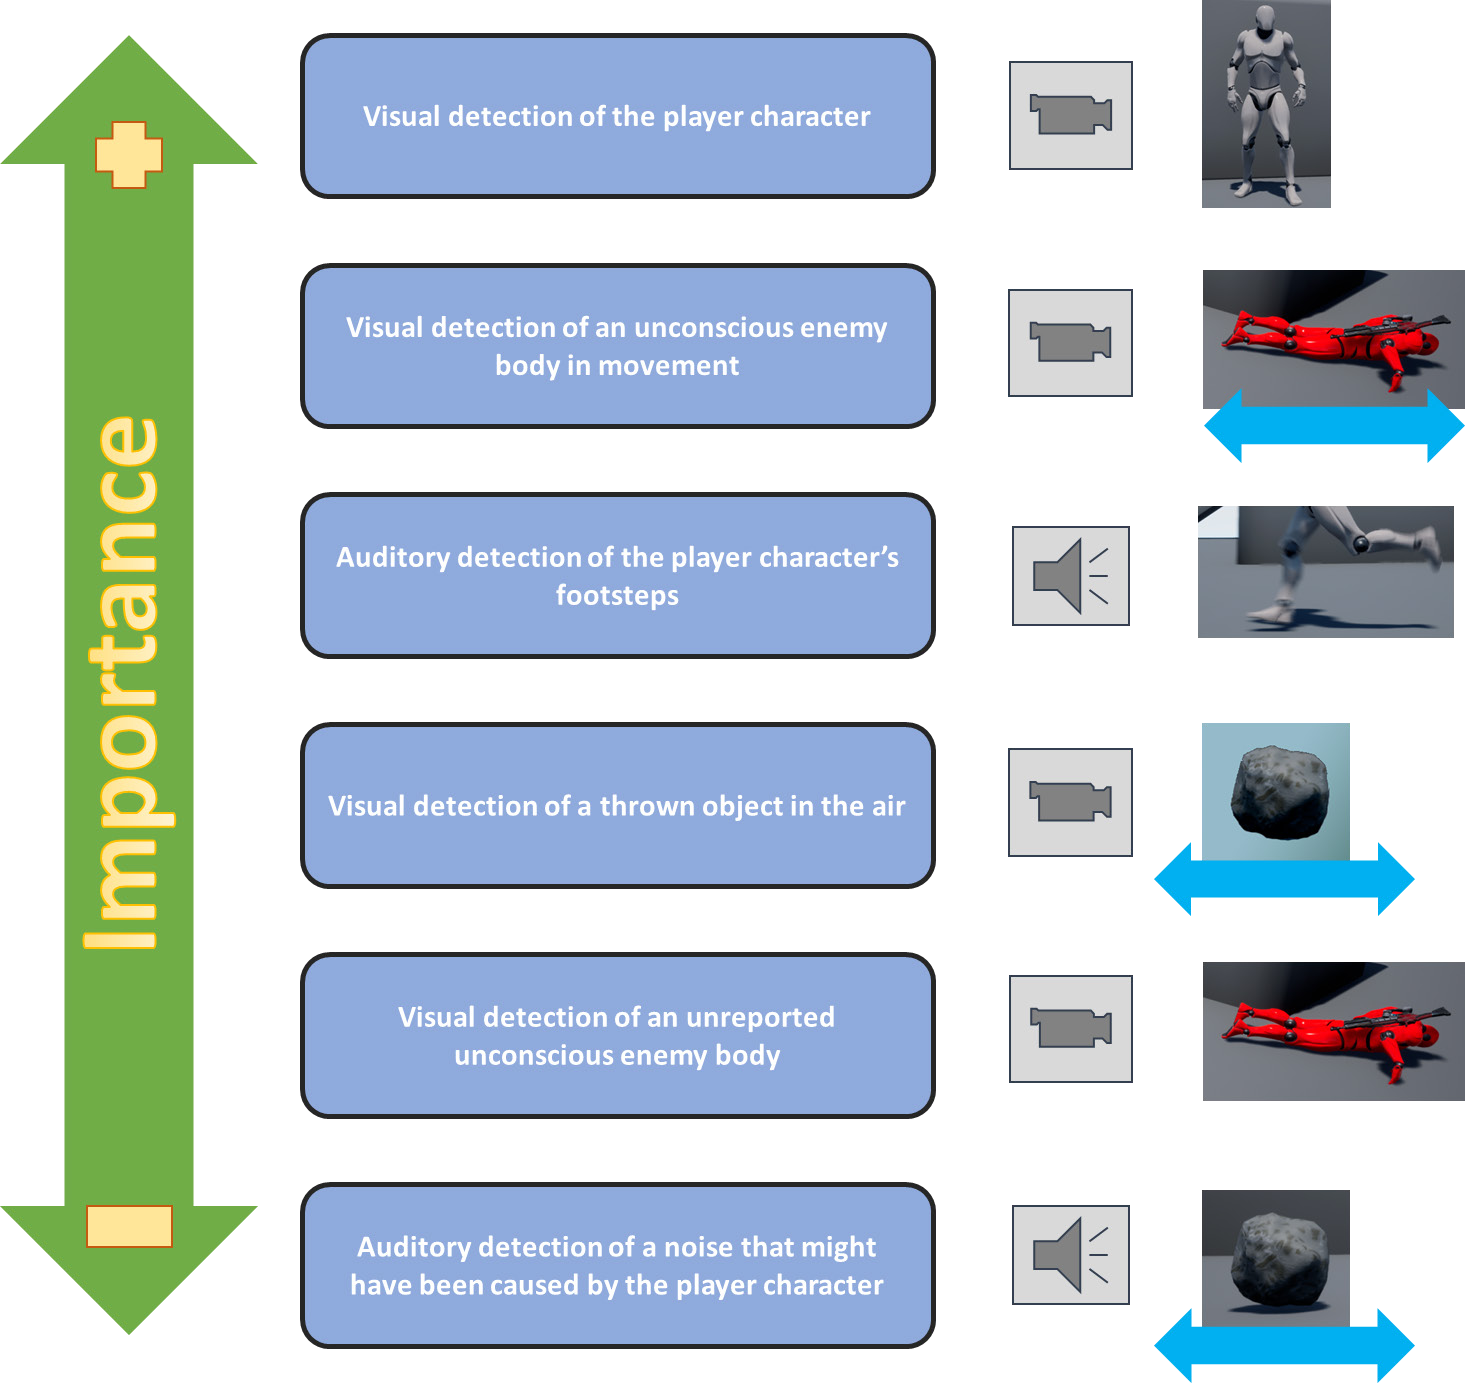 Importance
Visual detection of the player character
Visual detection of an unconscious enemy
body in movement
Auditory detection of the player character’s
footsteps
Visual detection of a thrown object in the air
Visual detection of an unreported
unconscious enemy body
Auditory detection of a noise that might
have been caused by the player character